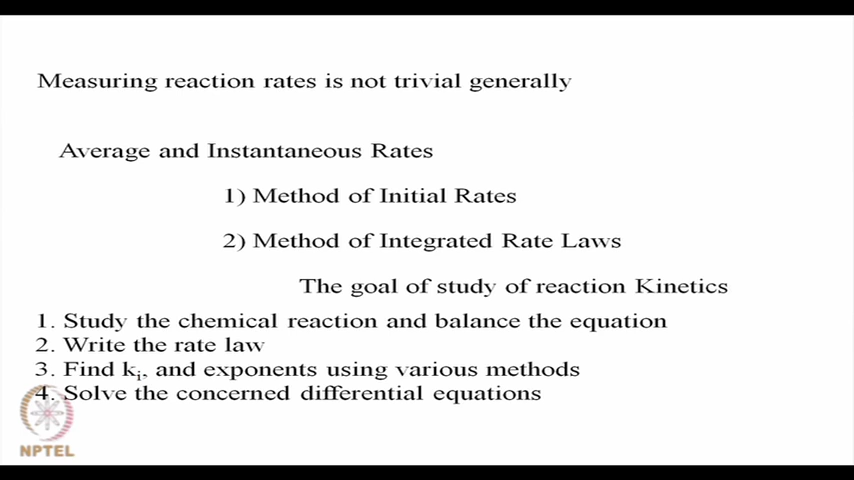 Measuring reaction rates is not trivial generally
Average and Instantaneous Rates
1) Method of Initial Rates
2) Method of Integrated Rate Laws
The goal of study of reaction Kinetics
1. Study the chemical reaction and balance the equation
2. Write the rate law
3. Find ki, and exponents using various methods
4. Solve the concerned differential equations
NPTEL